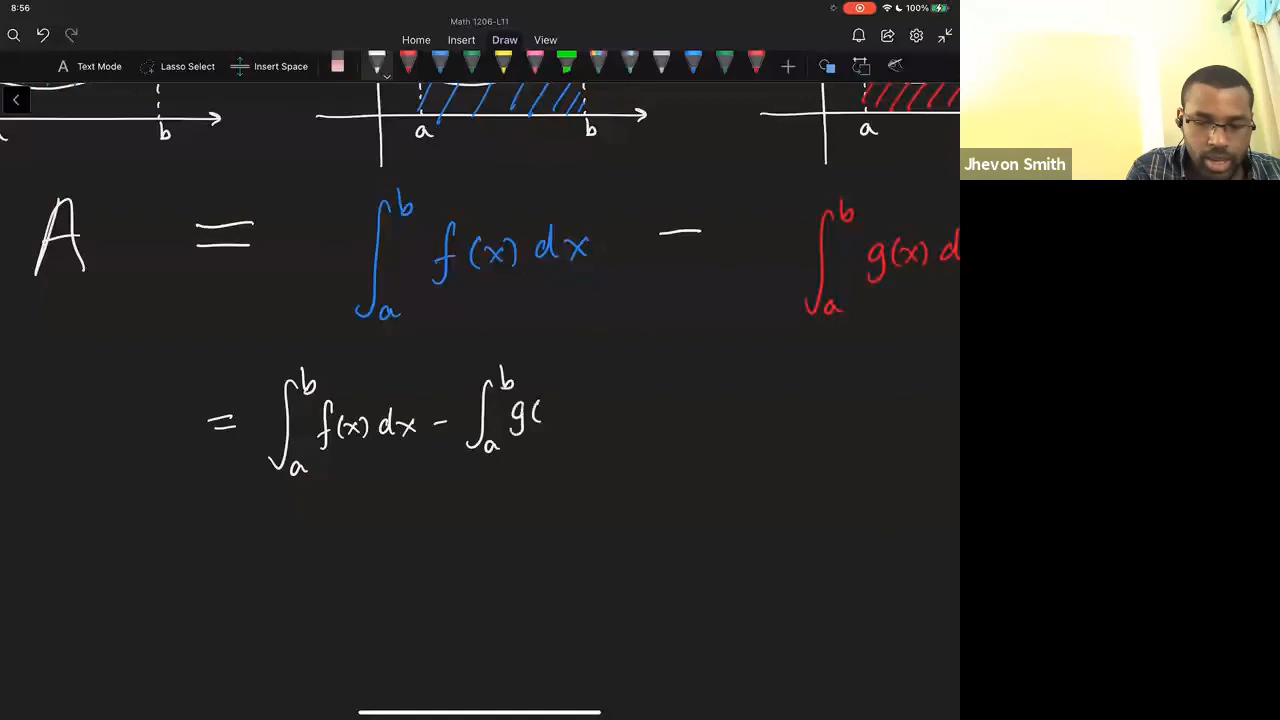 8:56
100%
Math 1206-L11
Home Insert Draw View
Text Mode Lasso Select Insert Space
b a b a
Jhevon Smith
A = ∫_a^b f(x) dx − ∫_a^b g(x) d
= ∫_a^b f(x) dx − ∫_a^b g(